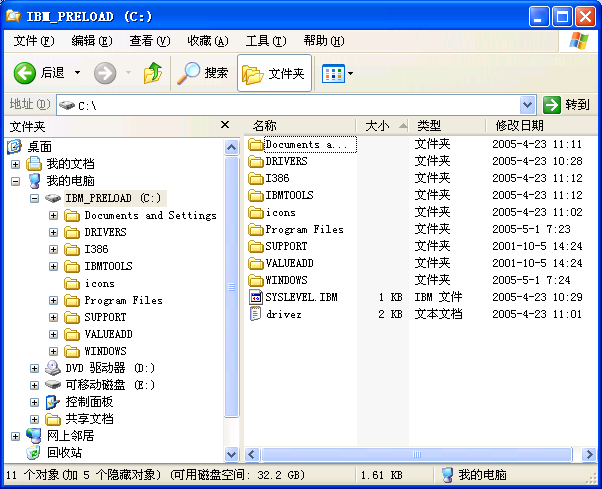 IBM_PRELOAD (C:)
文件(F) 编辑(E) 查看(V) 收藏(A) 工具(T) 帮助(H)
后退 搜索 文件夹
地址(D) C:\ 转到
文件夹 名称 大小 类型 修改日期
桌面
我的文档
我的电脑
IBM_PRELOAD (C:)
Documents and Settings
DRIVERS
I386
IBMTOOLS
icons
Program Files
SUPPORT
VALUEADD
WINDOWS
DVD 驱动器 (D:)
可移动磁盘 (E:)
控制面板
共享文档
网上邻居
回收站
Documents a... 文件夹 2005-4-23 11:11
DRIVERS 文件夹 2005-4-23 10:28
I386 文件夹 2005-4-23 11:12
IBMTOOLS 文件夹 2005-4-23 11:12
icons 文件夹 2005-4-23 11:02
Program Files 文件夹 2005-5-1 7:23
SUPPORT 文件夹 2001-10-5 14:24
VALUEADD 文件夹 2001-10-5 14:24
WINDOWS 文件夹 2005-5-1 7:24
SYSLEVEL.IBM 1 KB IBM 文件 2005-4-23 10:29
drivez 2 KB 文本文档 2005-4-23 11:01
11 个对象(加 5 个隐藏对象) (可用磁盘空间: 32.2 GB) 1.61 KB 我的电脑